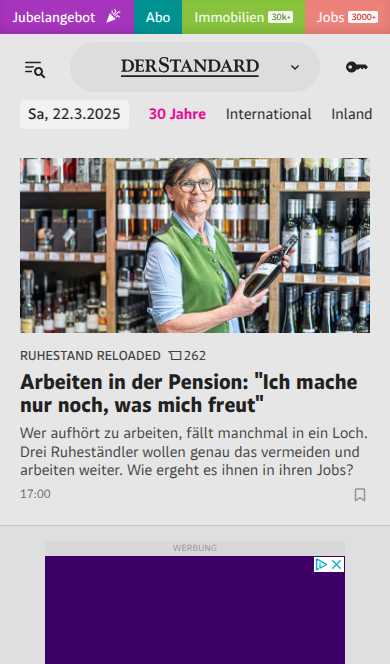 Jubelangebot Abo Immobilien 30k+ Jobs 3000+
DERSTANDARD
Sa, 22.3.2025 30 Jahre International Inland
RUHESTAND RELOADED 262
Arbeiten in der Pension: "Ich mache
nur noch, was mich freut"
Wer aufhört zu arbeiten, fällt manchmal in ein Loch.
Drei Ruheständler wollen genau das vermeiden und
arbeiten weiter. Wie ergeht es ihnen in ihren Jobs?
17:00
WERBUNG